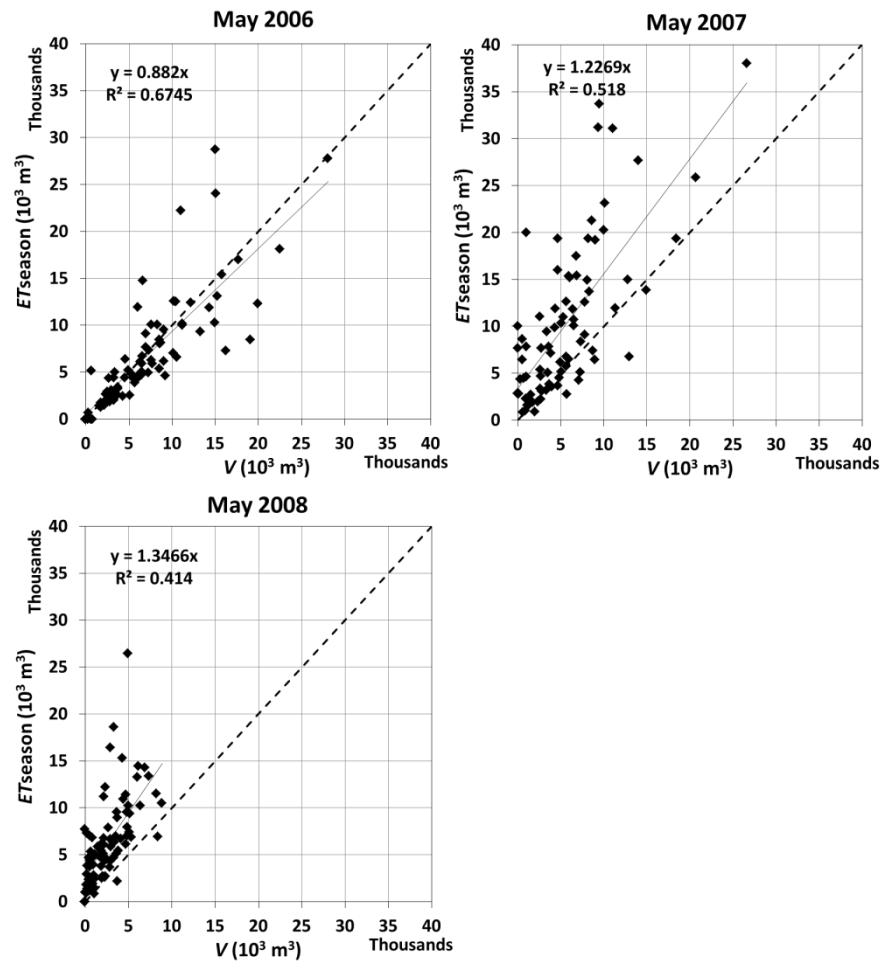 May 2006
Thousands
ETseason (10³ m³)
40
35
30
25
20
15
10
5
0
y = 0.882x
R² = 0.6745
0 5 10 15 20 25 30 35 40
V (10³ m³)
Thousands
May 2007
Thousands
ETseason (10³ m³)
40
35
30
25
20
15
10
5
0
y = 1.2269x
R² = 0.518
0 5 10 15 20 25 30 35 40
V (10³ m³)
Thousands
May 2008
Thousands
ETseason (10³ m³)
40
35
30
25
20
15
10
5
0
y = 1.3466x
R² = 0.414
0 5 10 15 20 25 30 35 40
V (10³ m³)
Thousands